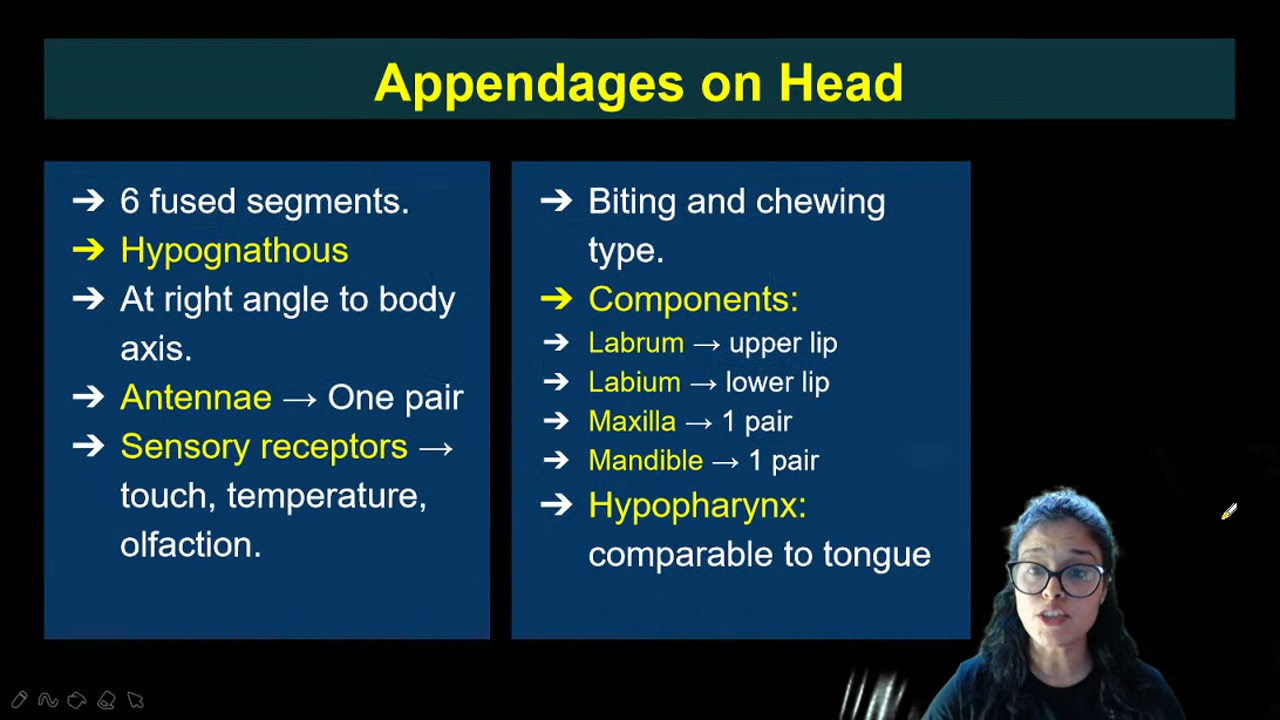 Appendages on Head
➔ 6 fused segments.
➔ Hypognathous
➔ At right angle to body
axis.
➔ Antennae → One pair
➔ Sensory receptors →
touch, temperature,
olfaction.
➔ Biting and chewing
type.
➔ Components:
➔ Labrum → upper lip
➔ Labium → lower lip
➔ Maxilla → 1 pair
➔ Mandible → 1 pair
➔ Hypopharynx:
comparable to tongue